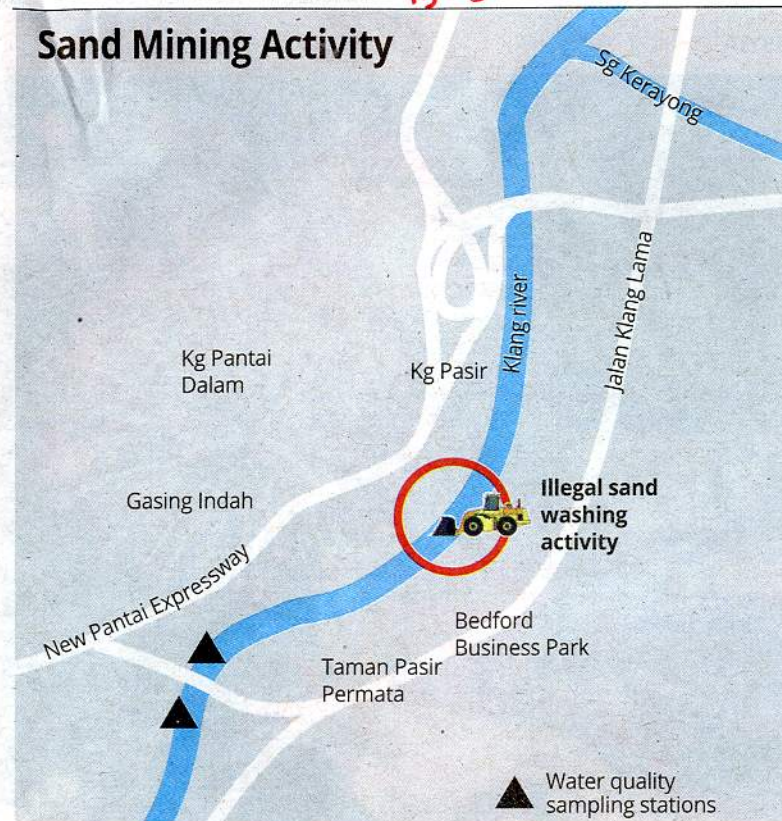 Sand Mining Activity
Sg Kerayong
Klang river
Jalan Klang Lama
Kg Pantai
Dalam
Kg Pasir
Gasing Indah
Illegal sand
washing
activity
New Pantai Expressway
Bedford
Business Park
Taman Pasir
Permata
Water quality
sampling stations